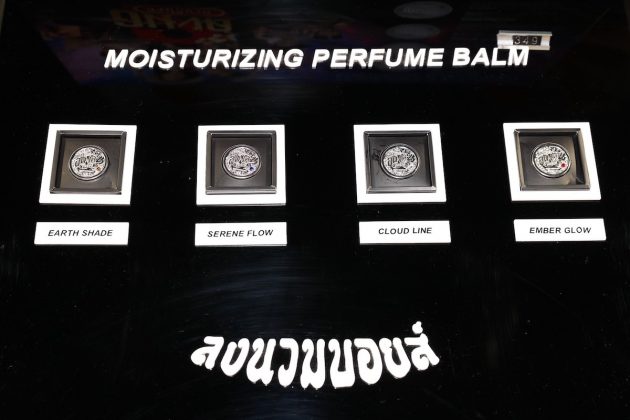 MOISTURIZING PERFUME BALM
349
EARTH SHADE
SERENE FLOW
CLOUD LINE
EMBER GLOW
ลงนวมบอยส์